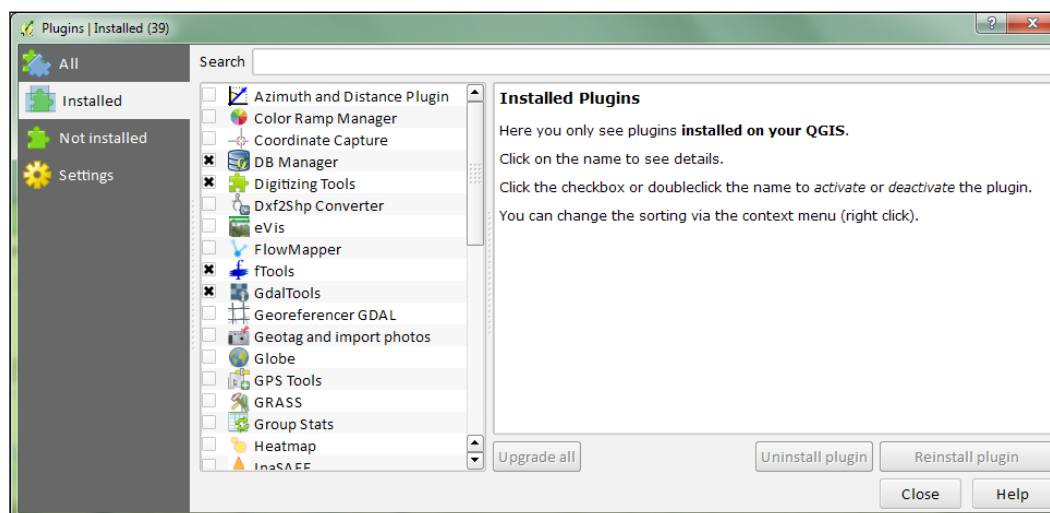 Plugins | Installed (39)
All
Installed
Not installed
Settings
Search
Azimuth and Distance Plugin
Color Ramp Manager
Coordinate Capture
DB Manager
Digitizing Tools
Dxf2Shp Converter
eVis
FlowMapper
fTools
GdalTools
Georeferencer GDAL
Geotag and import photos
Globe
GPS Tools
GRASS
Group Stats
Heatmap
InaSAFE
Installed Plugins
Here you only see plugins installed on your QGIS.
Click on the name to see details.
Click the checkbox or doubleclick the name to activate or deactivate the plugin.
You can change the sorting via the context menu (right click).
Upgrade all
Uninstall plugin
Reinstall plugin
Close
Help